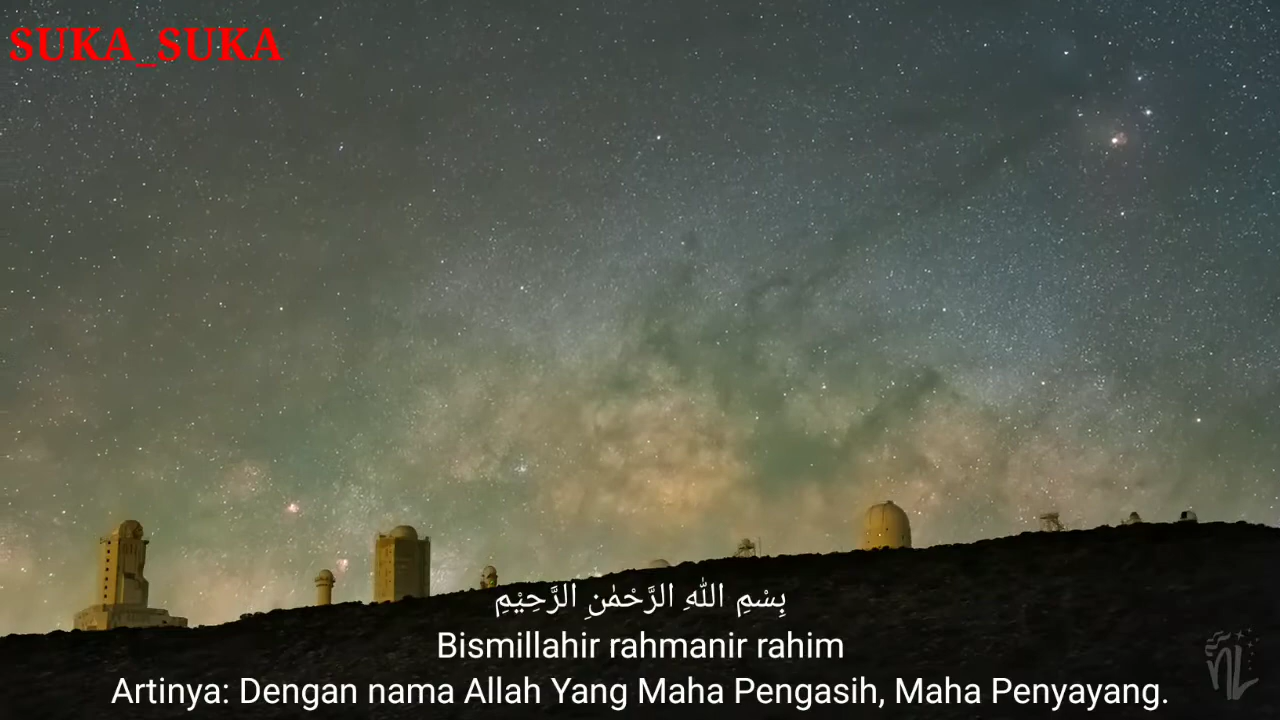 SUKA_SUKA
بِسْمِ اللّٰهِ الرَّحْمٰنِ الرَّحِيْمِ
Bismillahir rahmanir rahim
Artinya: Dengan nama Allah Yang Maha Pengasih, Maha Penyayang.